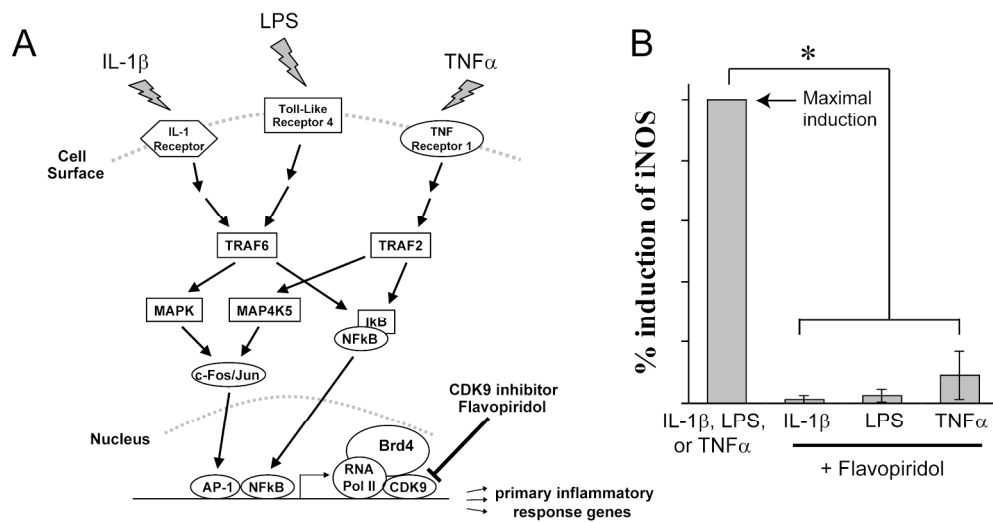 A
LPS
IL-1β
TNFα
Toll-Like
Receptor 4
IL-1
Receptor
TNF
Receptor 1
Cell
Surface
TRAF6
TRAF2
MAPK
MAP4K5
IkB
NFkB
c-Fos/Jun
CDK9 inhibitor
Flavopiridol
Nucleus
Brd4
RNA
Pol II
CDK9
AP-1
NFkB
primary inflammatory
response genes
B
*
Maximal
induction
% induction of iNOS
IL-1β, LPS,
or TNFα
IL-1β
LPS
TNFα
+ Flavopiridol